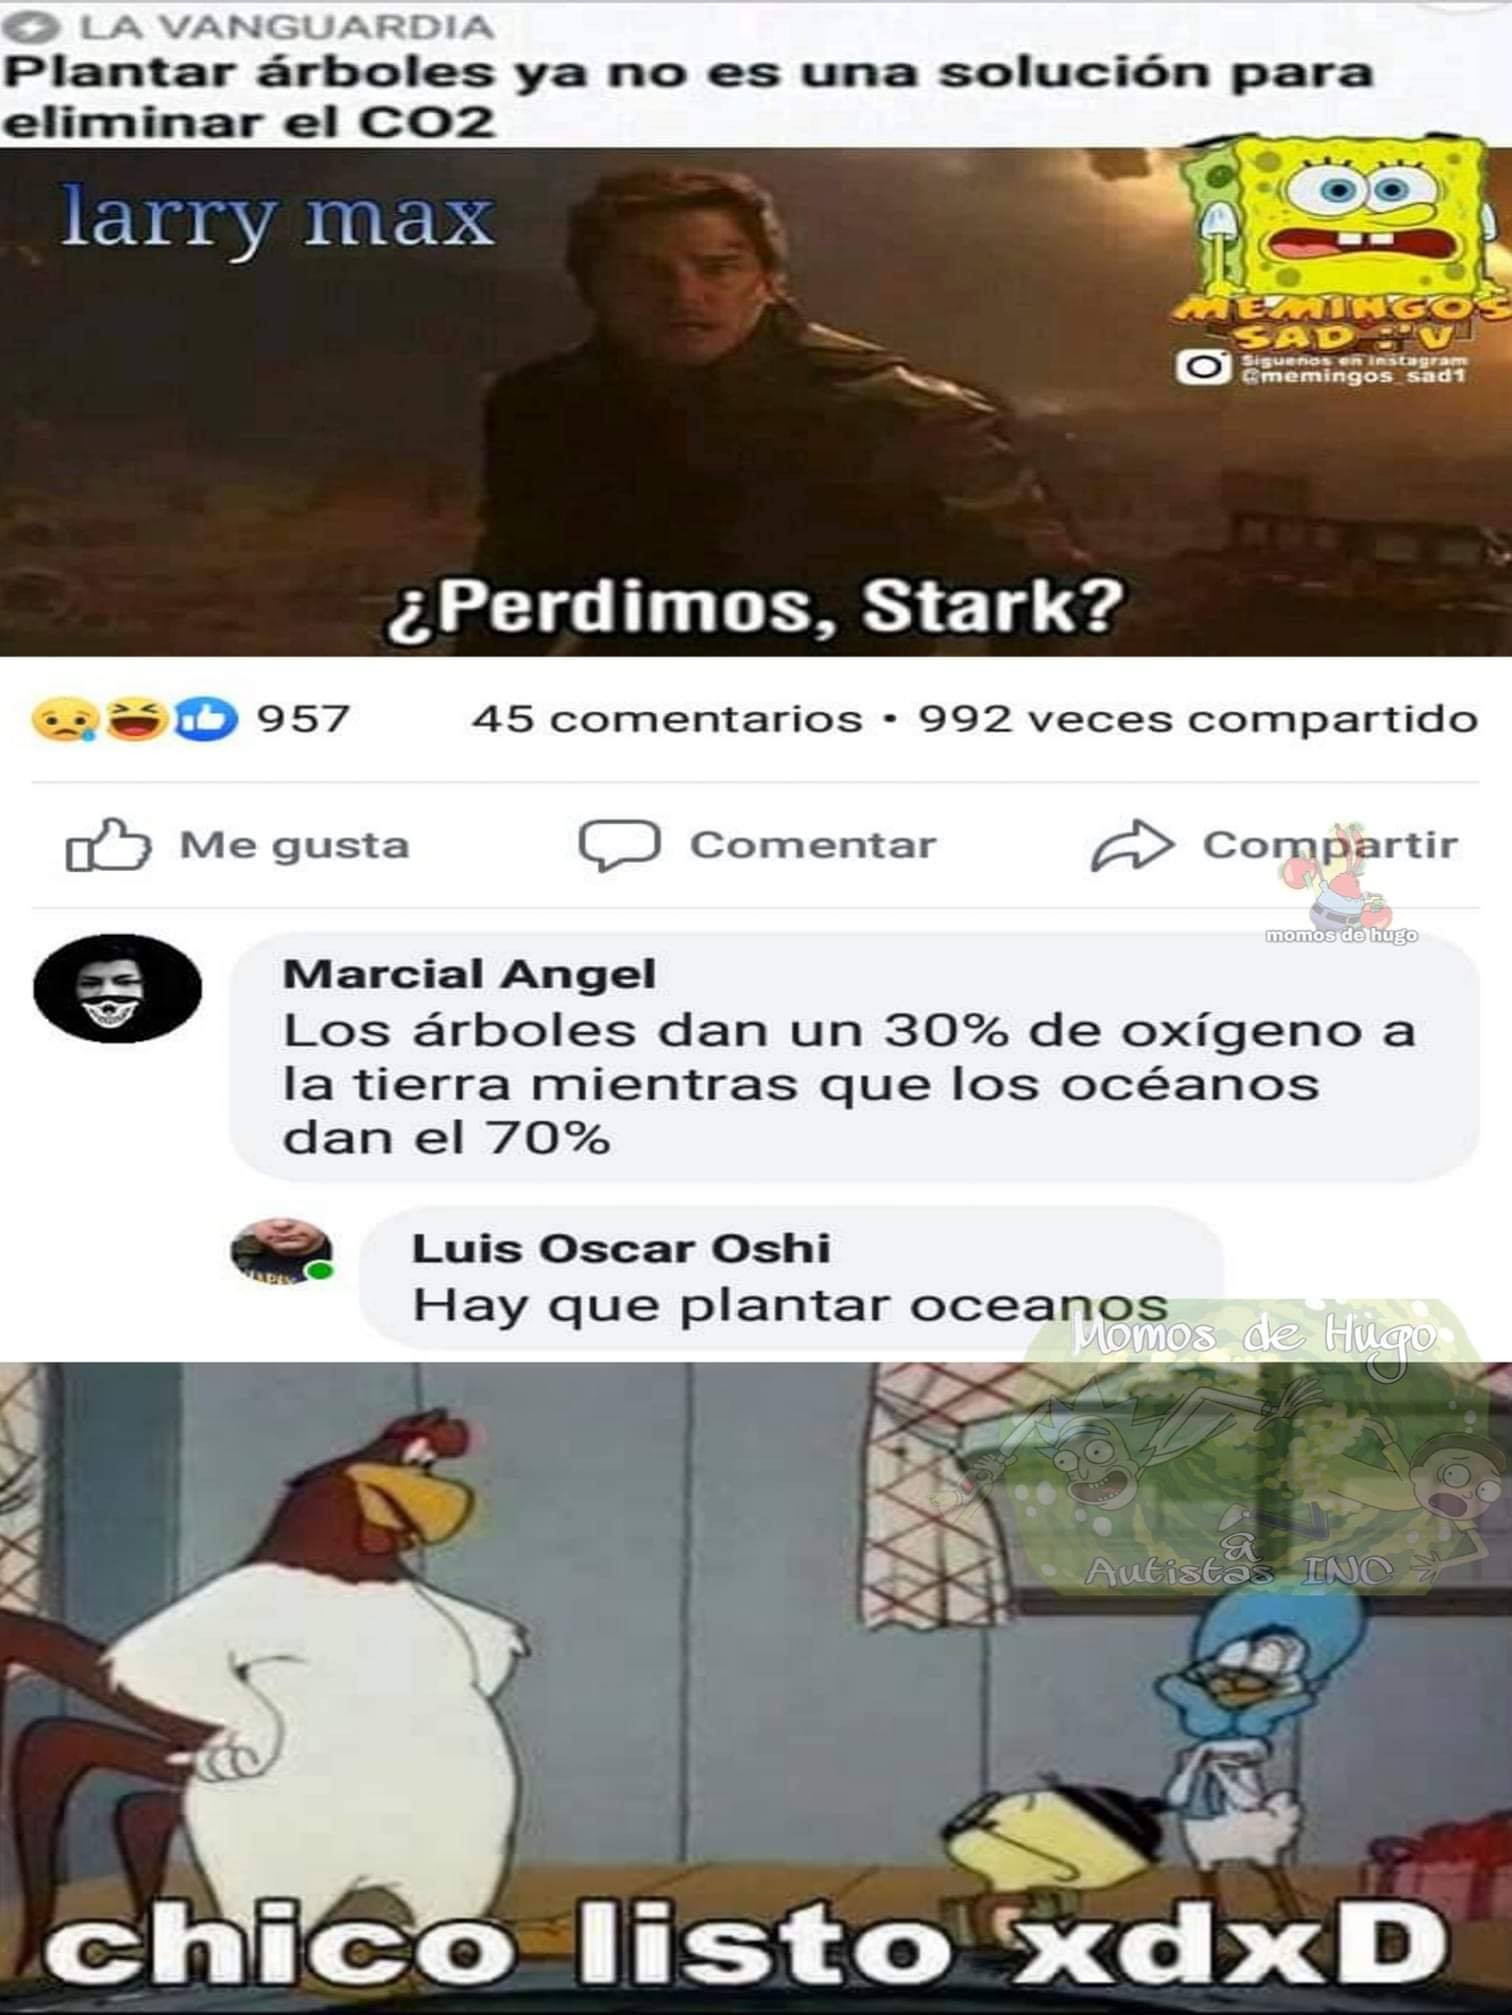 LA VANGUARDIA
Plantar árboles ya no es una solución para
eliminar el CO2
larry max
MEMINGOS
SAD :'V
Siguenos en instagram
@memingos_sad1
¿Perdimos, Stark?
957
45 comentarios • 992 veces compartido
Me gusta
Comentar
Compartir
momos de hugo
Marcial Angel
Los árboles dan un 30% de oxígeno a
la tierra mientras que los océanos
dan el 70%
Luis Oscar Oshi
Hay que plantar oceanos
Momos de Hugo
a
Autistas INC
chico listo xdxD